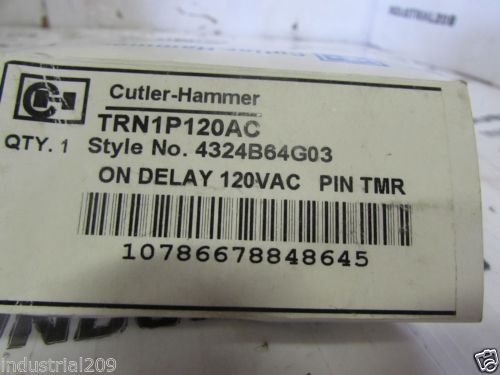 INDUSTRIAL209
Cutler-Hammer
TRN1P120AC
QTY. 1 Style No. 4324B64G03
ON DELAY 120VAC PIN TMR
10786678848645
© industrial209